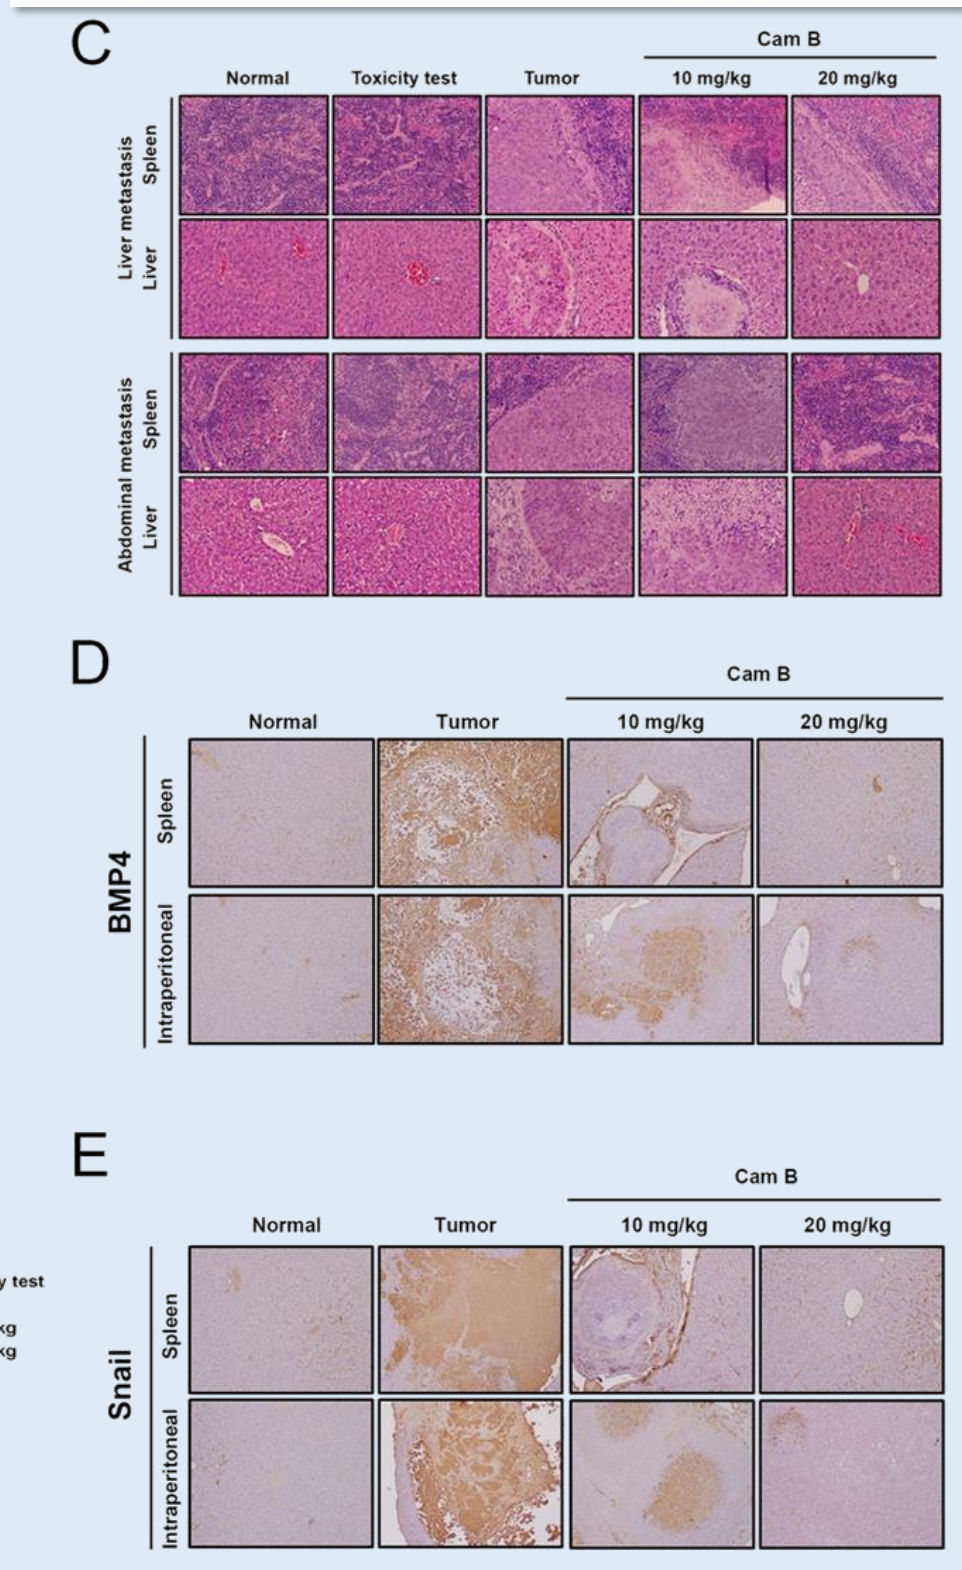 C
Cam B
Normal Toxicity test Tumor 10 mg/kg 20 mg/kg
Liver metastasis
Spleen
Liver
Abdominal metastasis
Spleen
Liver
D
Cam B
Normal Tumor 10 mg/kg 20 mg/kg
BMP4
Spleen
Intraperitoneal
E
Cam B
Normal Tumor 10 mg/kg 20 mg/kg
Snail
Spleen
Intraperitoneal
y test
kg
kg